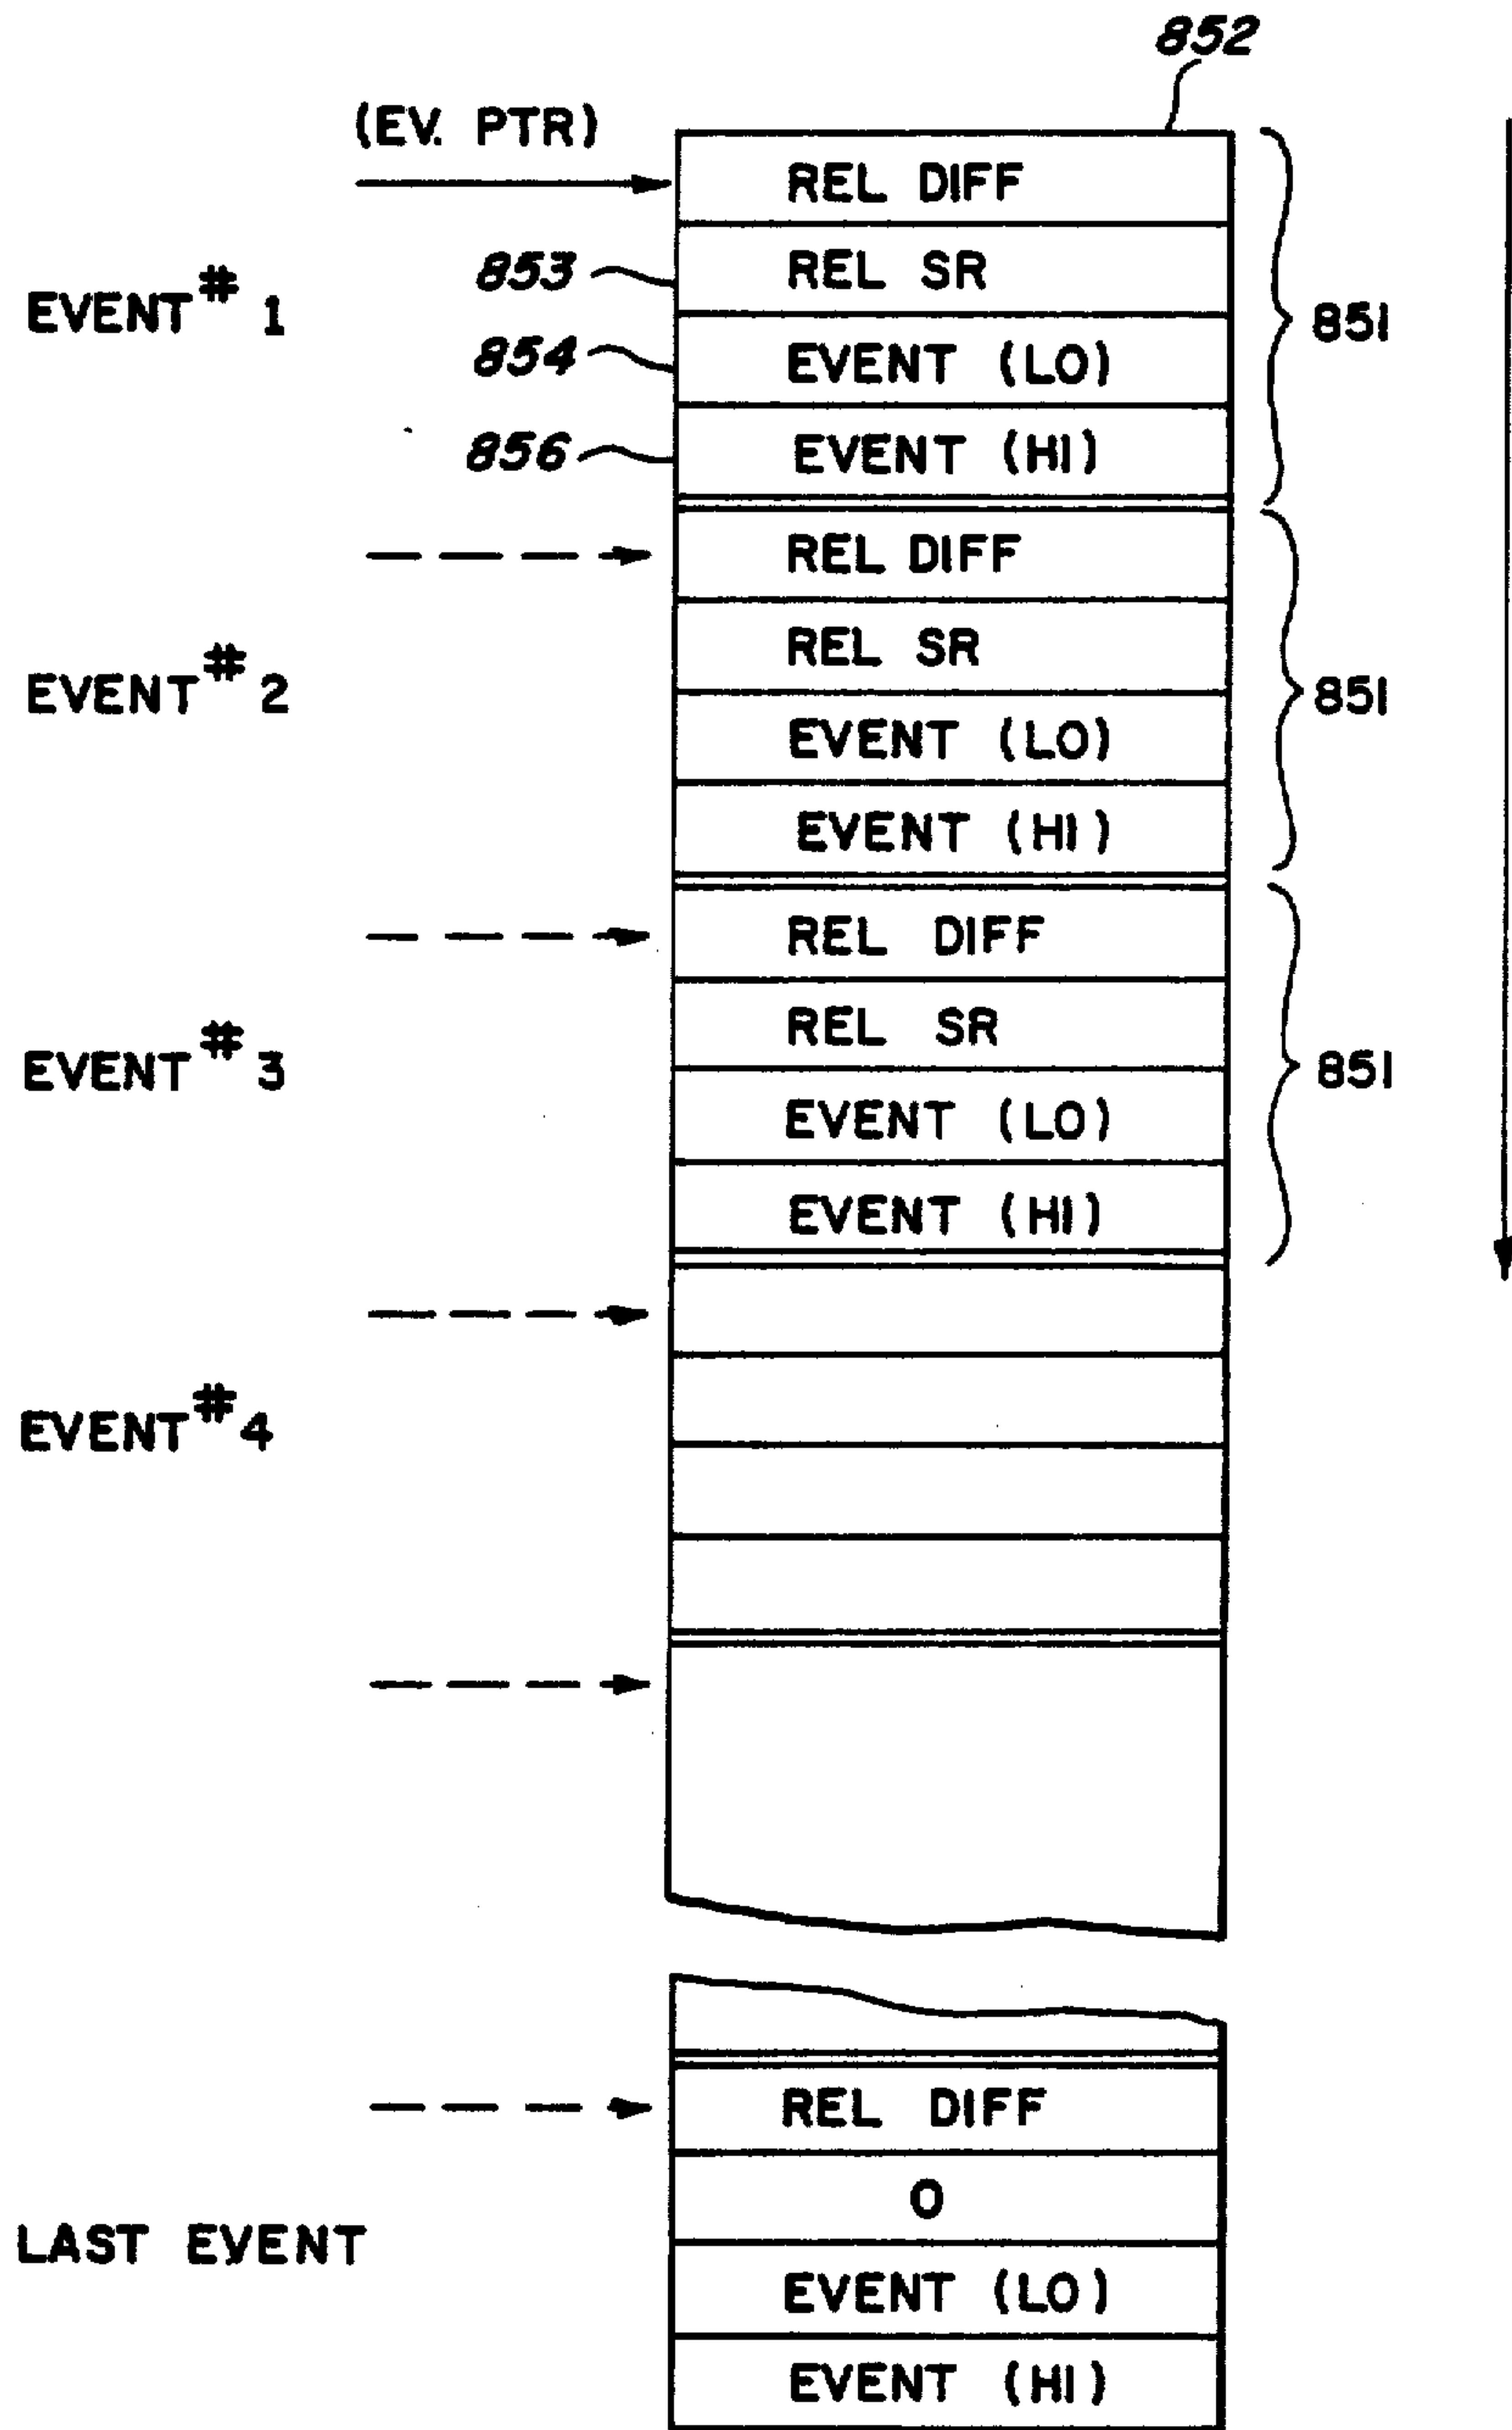 852
(EV. PTR)
REL DIFF
853
REL SR
EVENT # 1
851
854
EVENT (LO)
856
EVENT (HI)
REL DIFF
REL SR
EVENT # 2
851
EVENT (LO)
EVENT (HI)
REL DIFF
REL SR
EVENT # 3
851
EVENT (LO)
EVENT (HI)
EVENT # 4
REL DIFF
0
LAST EVENT
EVENT (LO)
EVENT (HI)